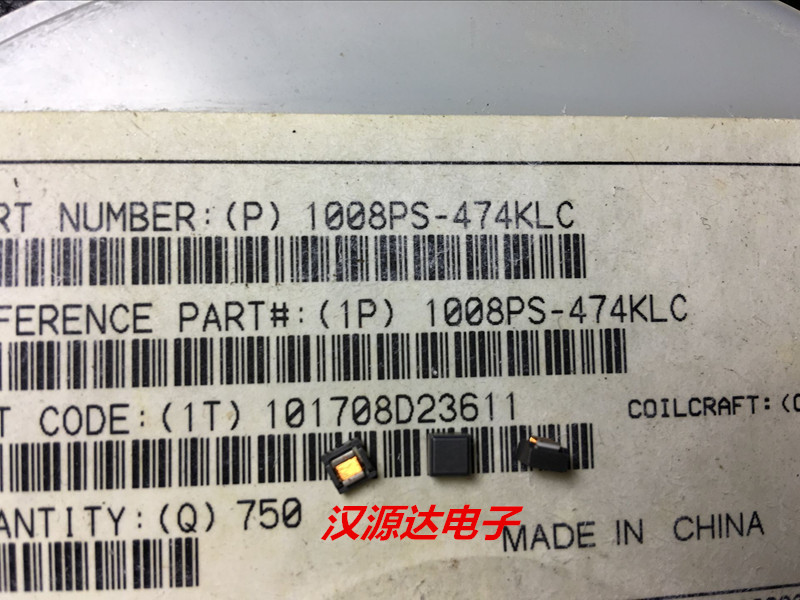 RT NUMBER:(P) 1008PS-474KLC
FERENCE PART#:(1P) 1008PS-474KLC
T CODE:(1T) 101708D23611
COILCRAFT:(C
ANTITY:(Q) 750
汉源达电子
MADE IN CHINA